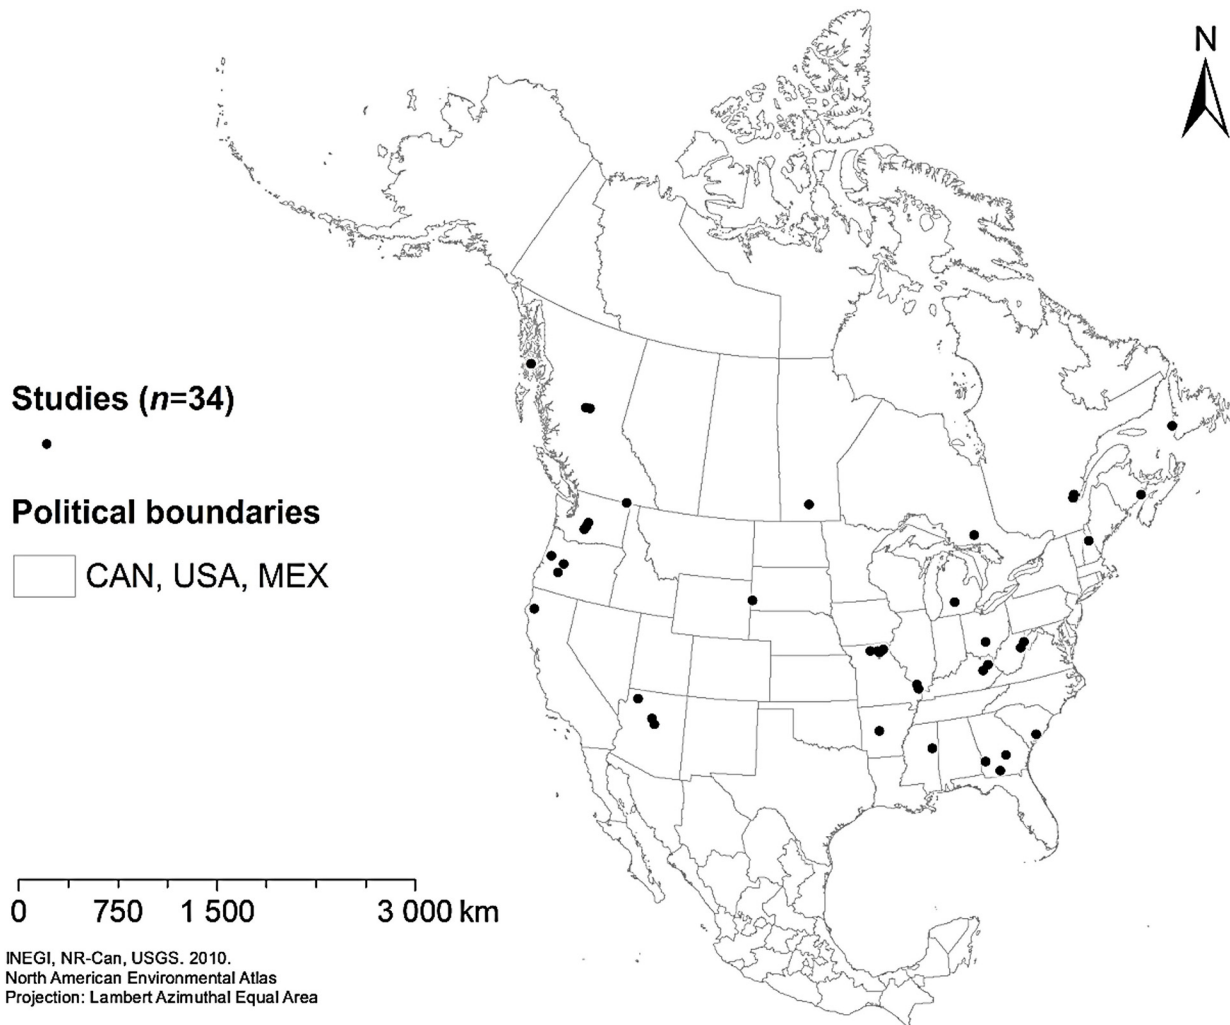 N
Studies (n=34)
Political boundaries
CAN, USA, MEX
0 750 1 500 3 000 km
INEGI, NR-Can, USGS. 2010.
North American Environmental Atlas
Projection: Lambert Azimuthal Equal Area